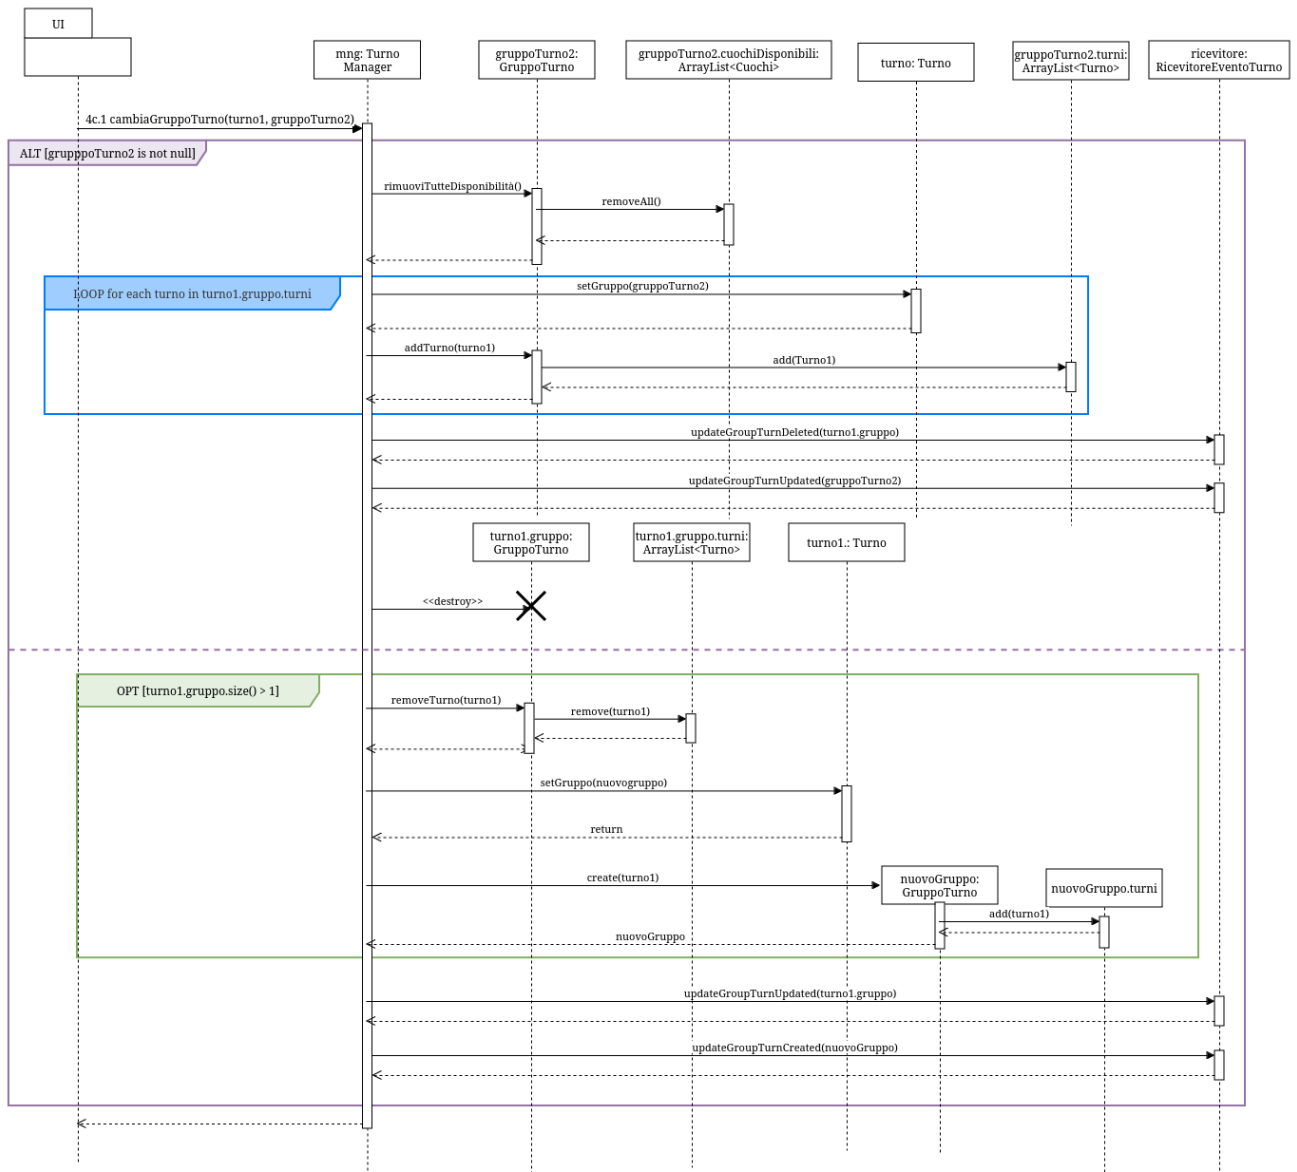 UI
mng: Turno
Manager
gruppoTurno2:
GruppoTurno
gruppoTurno2.cuochiDisponibili:
ArrayList<Cuochi>
turno: Turno
gruppoTurno2.turni:
ArrayList<Turno>
ricevitore:
RicevitoreEventoTurno
4c.1 cambiaGruppoTurno(turno1, gruppoTurno2)
ALT [grupppoTurno2 is not null]
rimuoviTutteDisponibilità()
removeAll()
LOOP for each turno in turno1.gruppo.turni
setGruppo(gruppoTurno2)
addTurno(turno1)
add(Turno1)
updateGroupTurnDeleted(turno1.gruppo)
updateGroupTurnUpdated(gruppoTurno2)
turno1.gruppo:
GruppoTurno
turno1.gruppo.turni:
ArrayList<Turno>
turno1.: Turno
<<destroy>>
OPT [turno1.gruppo.size() > 1]
removeTurno(turno1)
remove(turno1)
setGruppo(nuovogruppo)
return
create(turno1)
nuovoGruppo:
GruppoTurno
nuovoGruppo.turni
add(turno1)
nuovoGruppo
updateGroupTurnUpdated(turno1.gruppo)
updateGroupTurnCreated(nuovoGruppo)